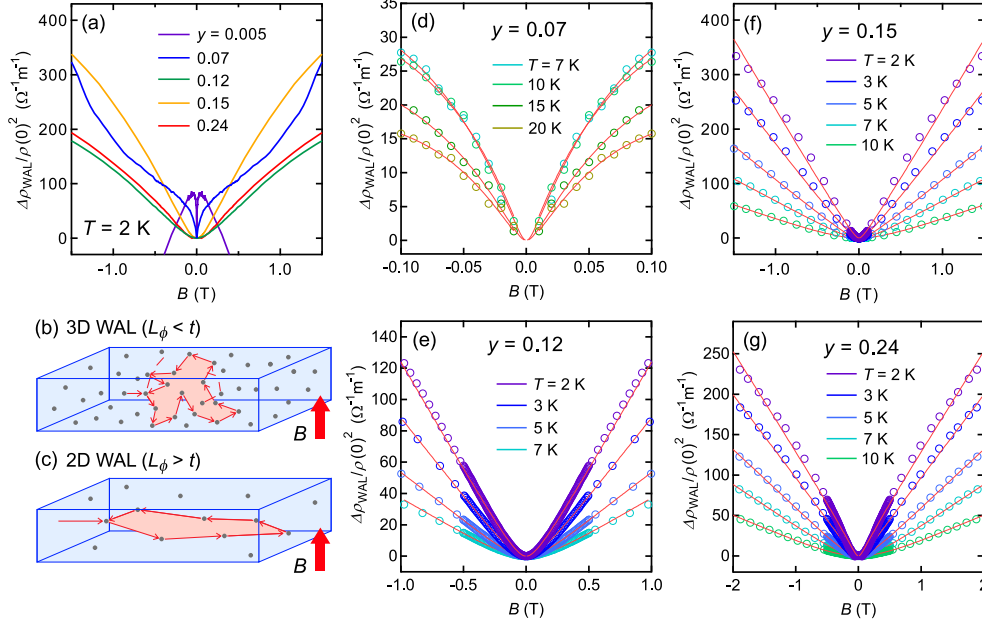 (a)
y = 0.005
0.07
0.12
0.15
0.24
T = 2 K
400
300
200
100
0
-1.0
0.0
1.0
B (T)
Δρ_WAL/ρ(0)² (Ω⁻¹m⁻¹)
(b) 3D WAL (L_ϕ < t)
B
(c) 2D WAL (L_ϕ > t)
B
(d)
y = 0.07
T = 7 K
10 K
15 K
20 K
35
30
25
20
15
10
5
0
-0.10
-0.05
0.0
0.05
0.10
B (T)
Δρ_WAL/ρ(0)² (Ω⁻¹m⁻¹)
(e)
y = 0.12
T = 2 K
3 K
5 K
7 K
140
120
100
80
60
40
20
0
-1.0
-0.5
0.0
0.5
1.0
B (T)
Δρ_WAL/ρ(0)² (Ω⁻¹m⁻¹)
(f)
y = 0.15
T = 2 K
3 K
5 K
7 K
10 K
400
300
200
100
0
-1.0
0.0
1.0
B (T)
Δρ_WAL/ρ(0)² (Ω⁻¹m⁻¹)
(g)
y = 0.24
T = 2 K
3 K
5 K
7 K
10 K
250
200
150
100
50
0
-2
-1
0
1
2
B (T)
Δρ_WAL/ρ(0)² (Ω⁻¹m⁻¹)